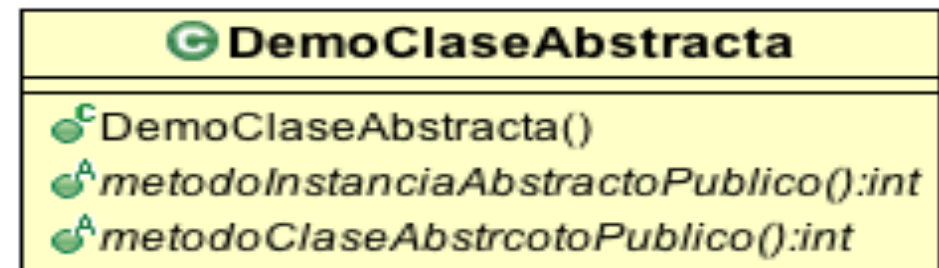 C DemoClaseAbstracta
C DemoClaseAbstracta()
A metodoInstanciaAbstractoPublico():int
A metodoClaseAbstrcotoPublico():int